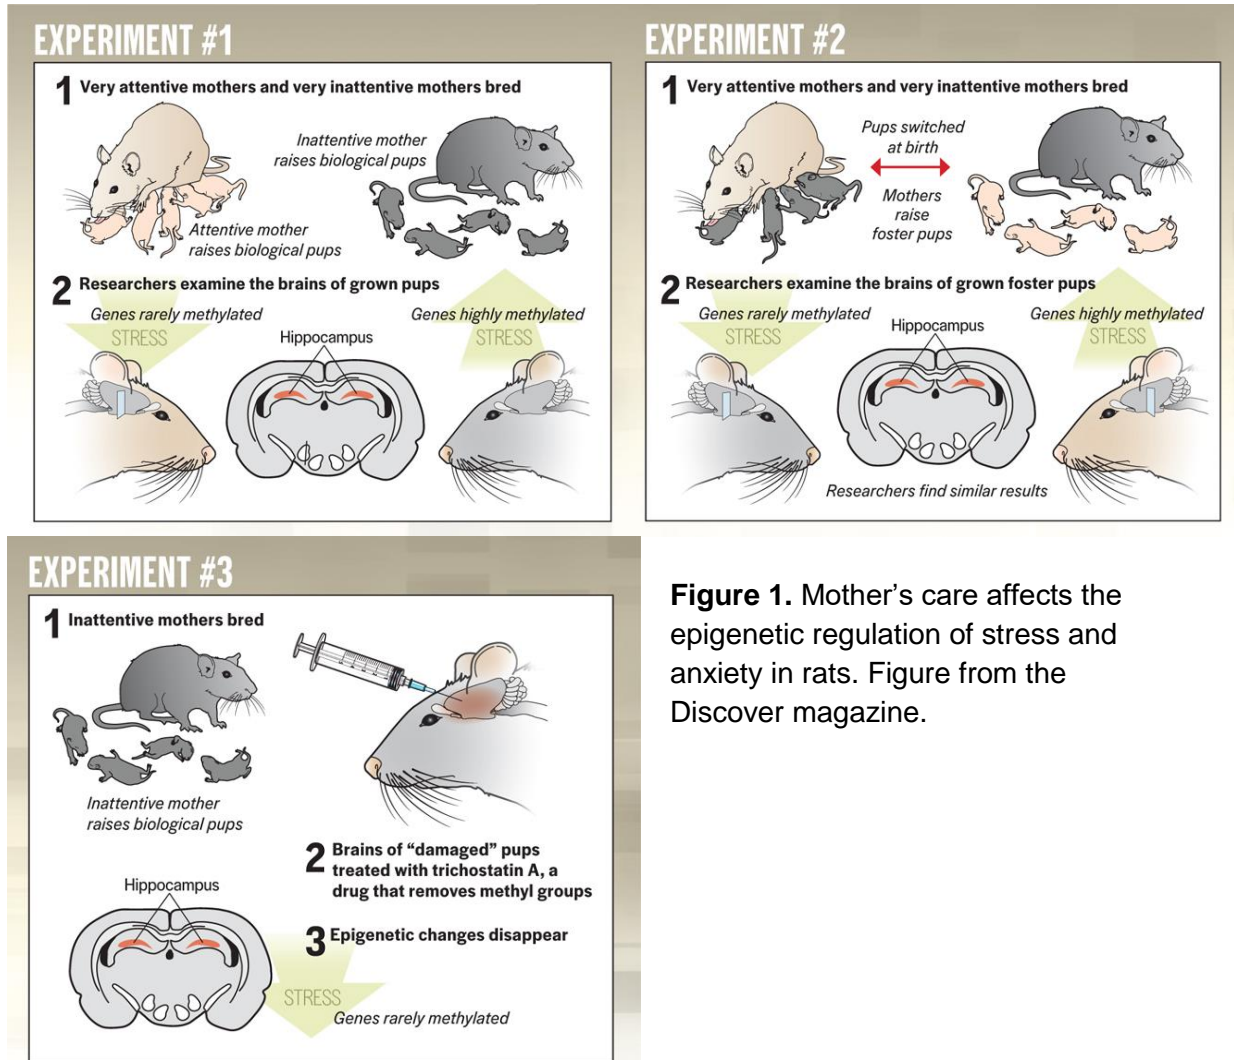 EXPERIMENT #1
1 Very attentive mothers and very inattentive mothers bred
Inattentive mother
raises biological pups
Attentive mother
raises biological pups
2 Researchers examine the brains of grown pups
Genes rarely methylated
STRESS
Hippocampus
Genes highly methylated
STRESS
EXPERIMENT #2
1 Very attentive mothers and very inattentive mothers bred
Pups switched
at birth
Mothers
raise
foster pups
2 Researchers examine the brains of grown foster pups
Genes rarely methylated
STRESS
Hippocampus
Genes highly methylated
STRESS
Researchers find similar results
EXPERIMENT #3
1 Inattentive mothers bred
Inattentive mother
raises biological pups
2 Brains of “damaged” pups
treated with trichostatin A, a
drug that removes methyl groups
Hippocampus
3 Epigenetic changes disappear
STRESS
Genes rarely methylated
Figure 1. Mother’s care affects the
epigenetic regulation of stress and
anxiety in rats. Figure from the
Discover magazine.